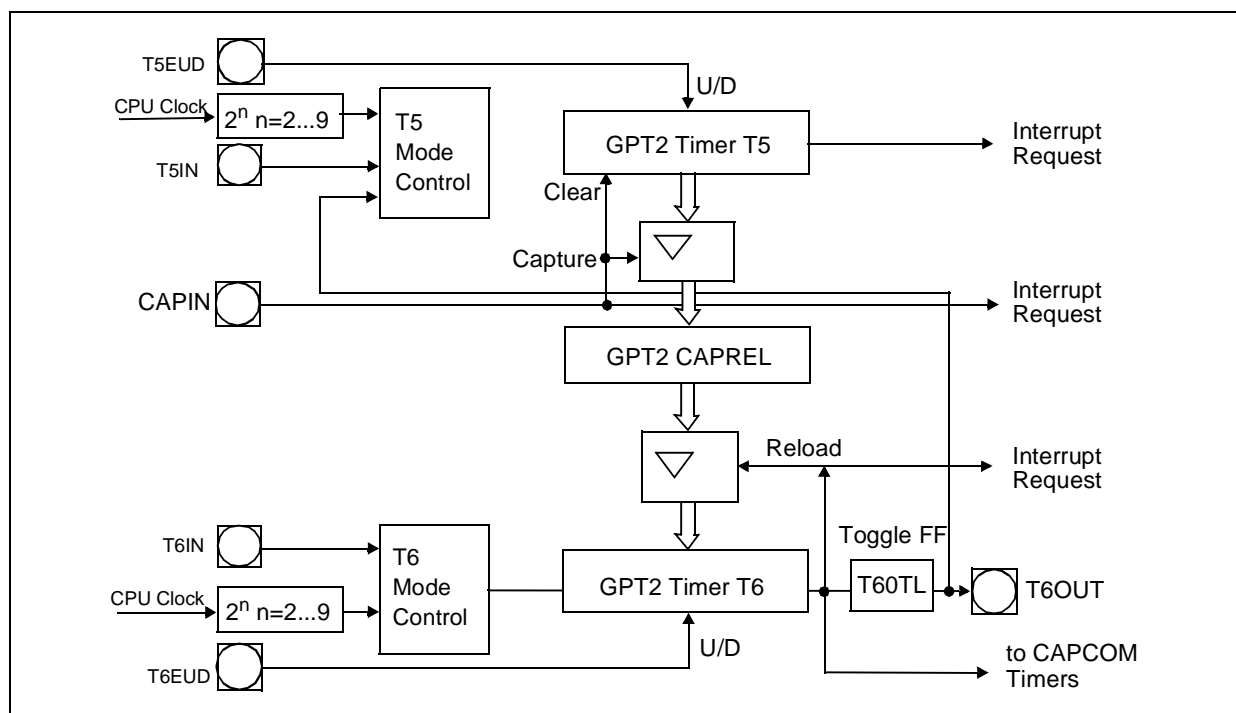 T5EUD
U/D
CPU Clock
2ⁿ n=2...9
T5
Mode
Control
GPT2 Timer T5
Interrupt
Request
T5IN
Clear
Capture
CAPIN
Interrupt
Request
GPT2 CAPREL
Reload
Interrupt
Request
T6IN
T6
Mode
Control
Toggle FF
GPT2 Timer T6
T60TL
T6OUT
CPU Clock
2ⁿ n=2...9
U/D
T6EUD
to CAPCOM
Timers